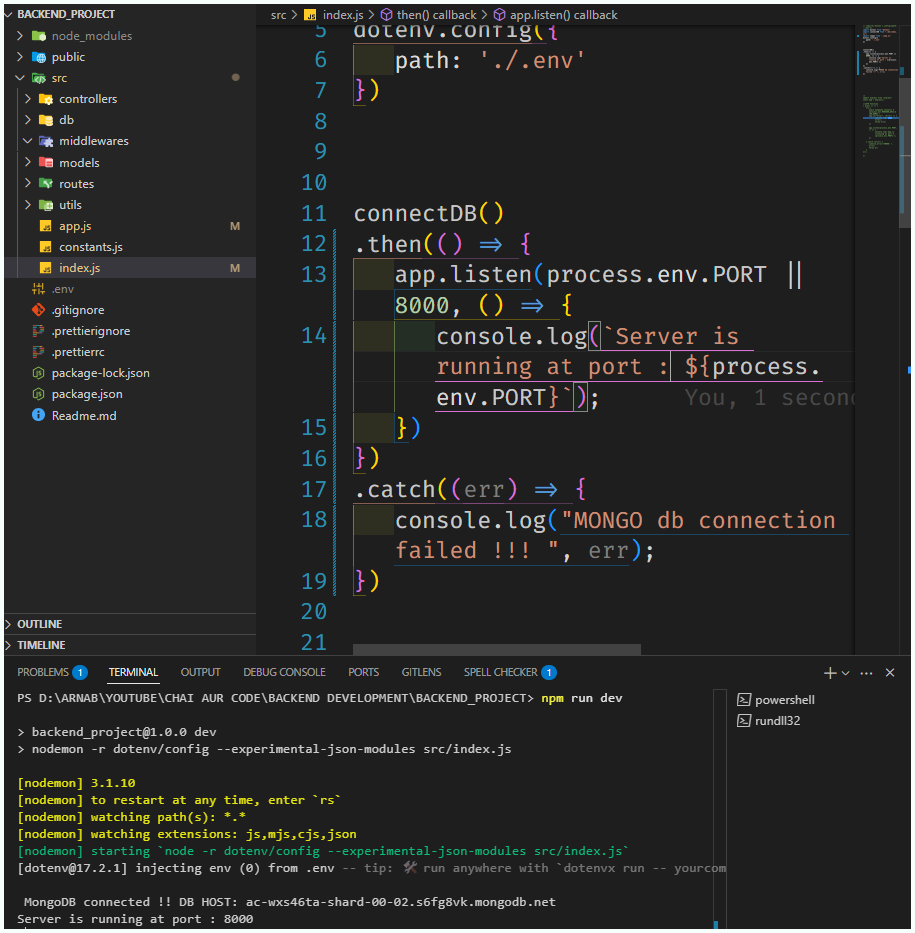 BACKEND_PROJECT
node_modules
public
src
controllers
db
middlewares
models
routes
utils
app.js M
constants.js
index.js M
.env
.gitignore
.prettierignore
.prettierrc
package-lock.json
package.json
Readme.md
OUTLINE
TIMELINE
src > index.js > then() callback > app.listen() callback
5 dotenv.config({
6 path: './.env'
7 })
8
9
10
11 connectDB()
12 .then(() => {
13 app.listen(process.env.PORT ||
8000, () => {
14 console.log(`Server is
running at port : ${process.
env.PORT}`); You, 1 secon
15 })
16 })
17 .catch((err) => {
18 console.log("MONGO db connection
failed !!! ", err);
19 })
20
21
PROBLEMS 1 TERMINAL OUTPUT DEBUG CONSOLE PORTS GITLENS SPELL CHECKER 1
PS D:\ARNAB\YOUTUBE\CHAI AUR CODE\BACKEND DEVELOPMENT\BACKEND_PROJECT> npm run dev
> backend_project@1.0.0 dev
> nodemon -r dotenv/config --experimental-json-modules src/index.js
[nodemon] 3.1.10
[nodemon] to restart at any time, enter `rs`
[nodemon] watching path(s): *.*
[nodemon] watching extensions: js,mjs,cjs,json
[nodemon] starting `node -r dotenv/config --experimental-json-modules src/index.js`
[dotenv@17.2.1] injecting env (0) from .env -- tip: 🛠 run anywhere with `dotenvx run -- yourcom
MongoDB connected !! DB HOST: ac-wxs46ta-shard-00-02.s6fg8vk.mongodb.net
Server is running at port : 8000
powershell
rundll32